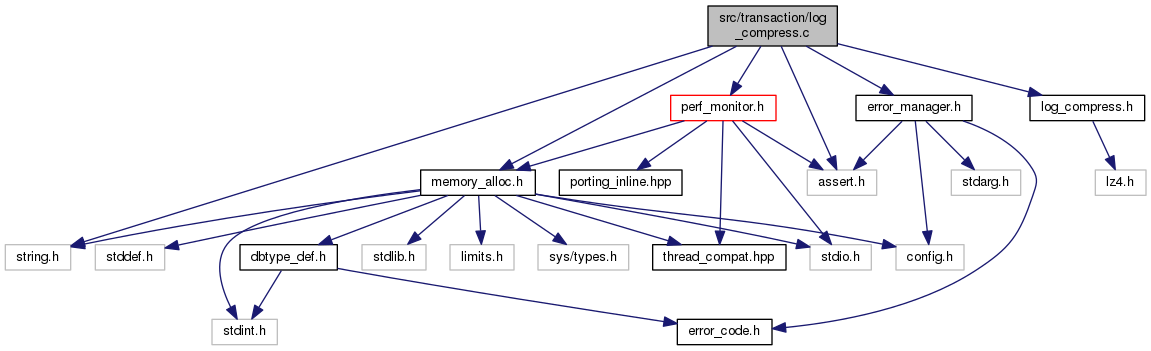 src/transaction/log
_compress.c
perf_monitor.h
error_manager.h
log_compress.h
memory_alloc.h
porting_inline.hpp
assert.h
stdarg.h
lz4.h
string.h
stddef.h
dbtype_def.h
stdlib.h
limits.h
sys/types.h
thread_compat.hpp
stdio.h
config.h
stdint.h
error_code.h